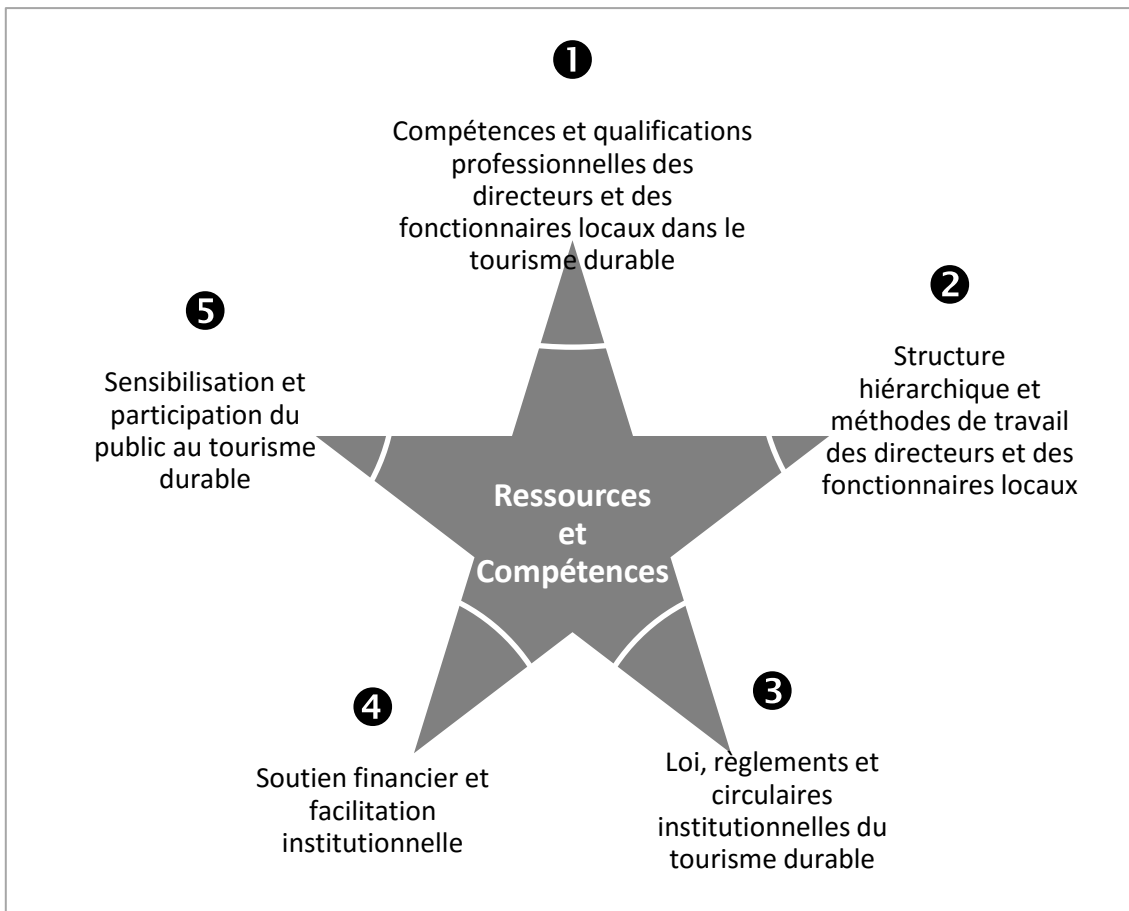 ❶
Compétences et qualifications
professionnelles des
directeurs et des
fonctionnaires locaux dans le
tourisme durable
❷
Structure
hiérarchique et
méthodes de travail
des directeurs et des
fonctionnaires locaux
❸
Loi, règlements et
circulaires
institutionnelles du
tourisme durable
❹
Soutien financier et
facilitation
institutionnelle
❺
Sensibilisation et
participation du
public au tourisme
durable
Ressources
et
Compétences